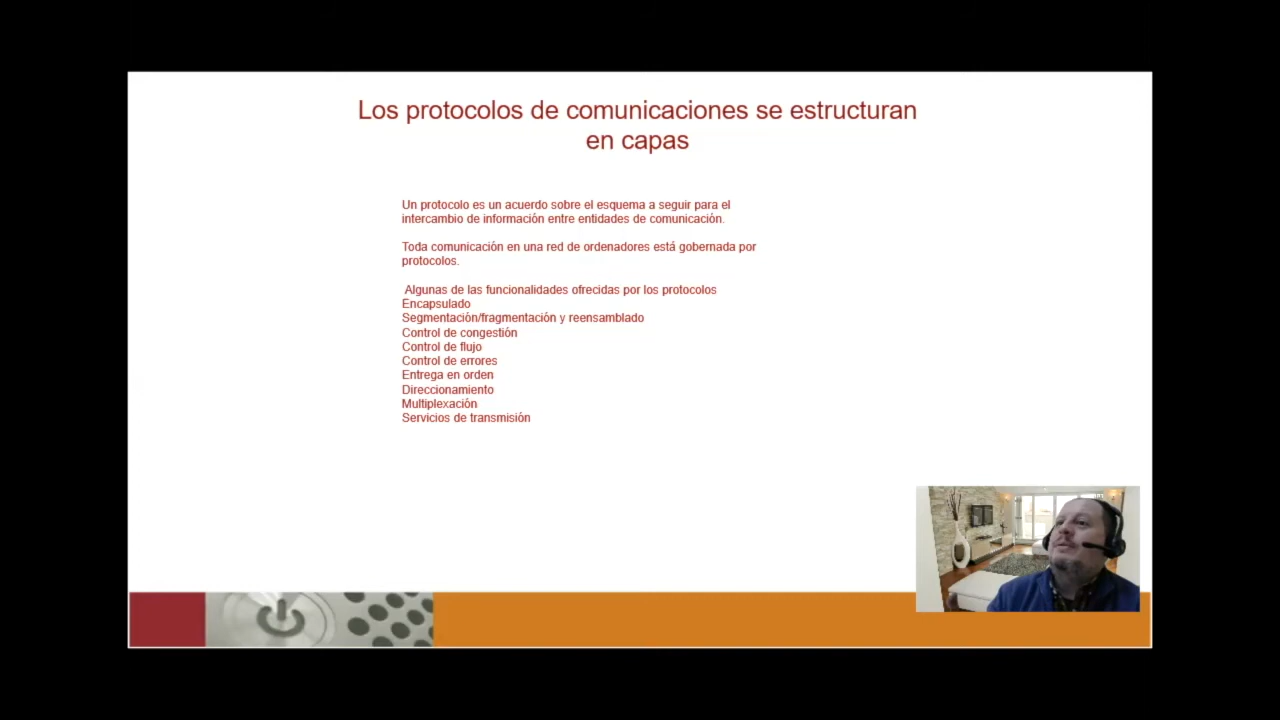 Los protocolos de comunicaciones se estructuran
en capas
Un protocolo es un acuerdo sobre el esquema a seguir para el
intercambio de información entre entidades de comunicación.
Toda comunicación en una red de ordenadores está gobernada por
protocolos.
Algunas de las funcionalidades ofrecidas por los protocolos
Encapsulado
Segmentación/fragmentación y reensamblado
Control de congestión
Control de flujo
Control de errores
Entrega en orden
Direccionamiento
Multiplexación
Servicios de transmisión